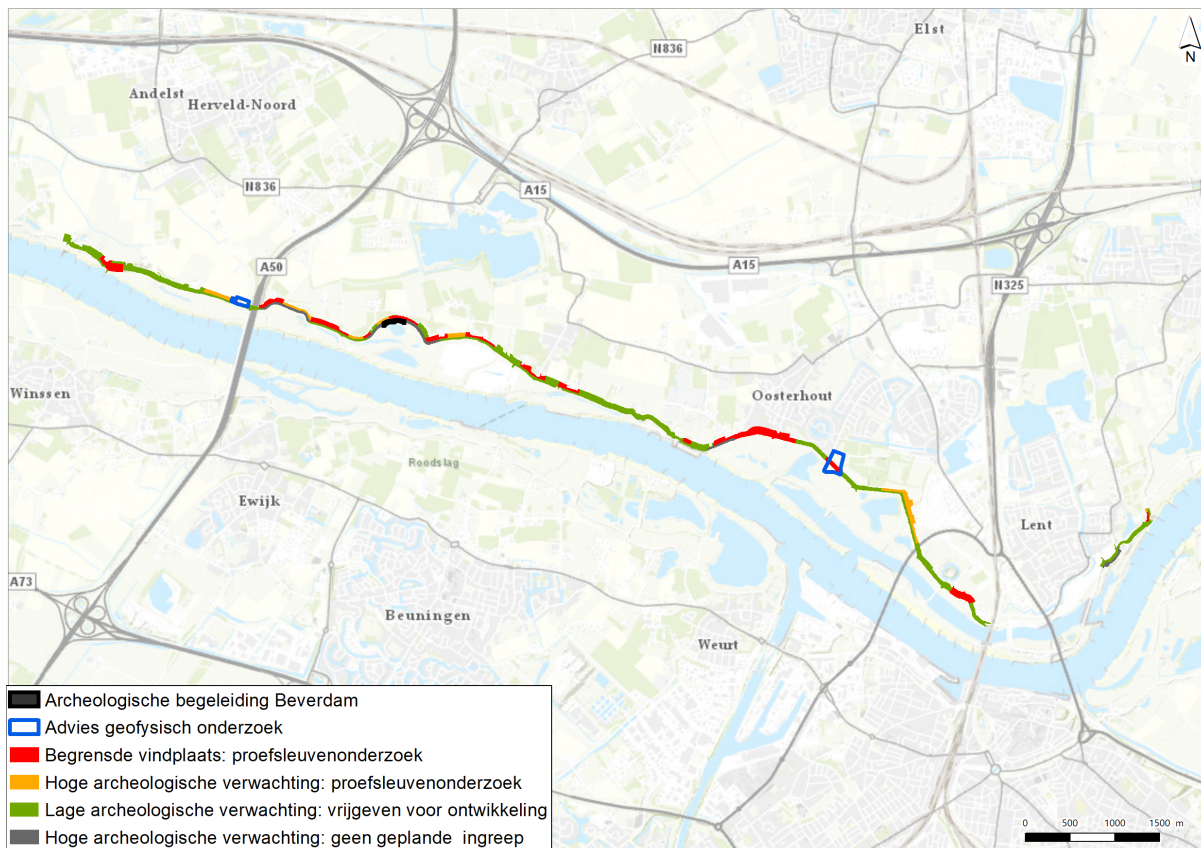 Elst
N836
N
Andelst
Herveld-Noord
N836
A15
A50
A15
N325
Winssen
Oosterhout
Roodslag
Ewijk
Lent
A73
Beuningen
Weurt
Archeologische begeleiding Beverdam
Advies geofysisch onderzoek
Begrensde vindplaats: proefsleuvenonderzoek
Hoge archeologische verwachting: proefsleuvenonderzoek
Lage archeologische verwachting: vrijgeven voor ontwikkeling
Hoge archeologische verwachting: geen geplande ingreep
0 500 1000 1500 m